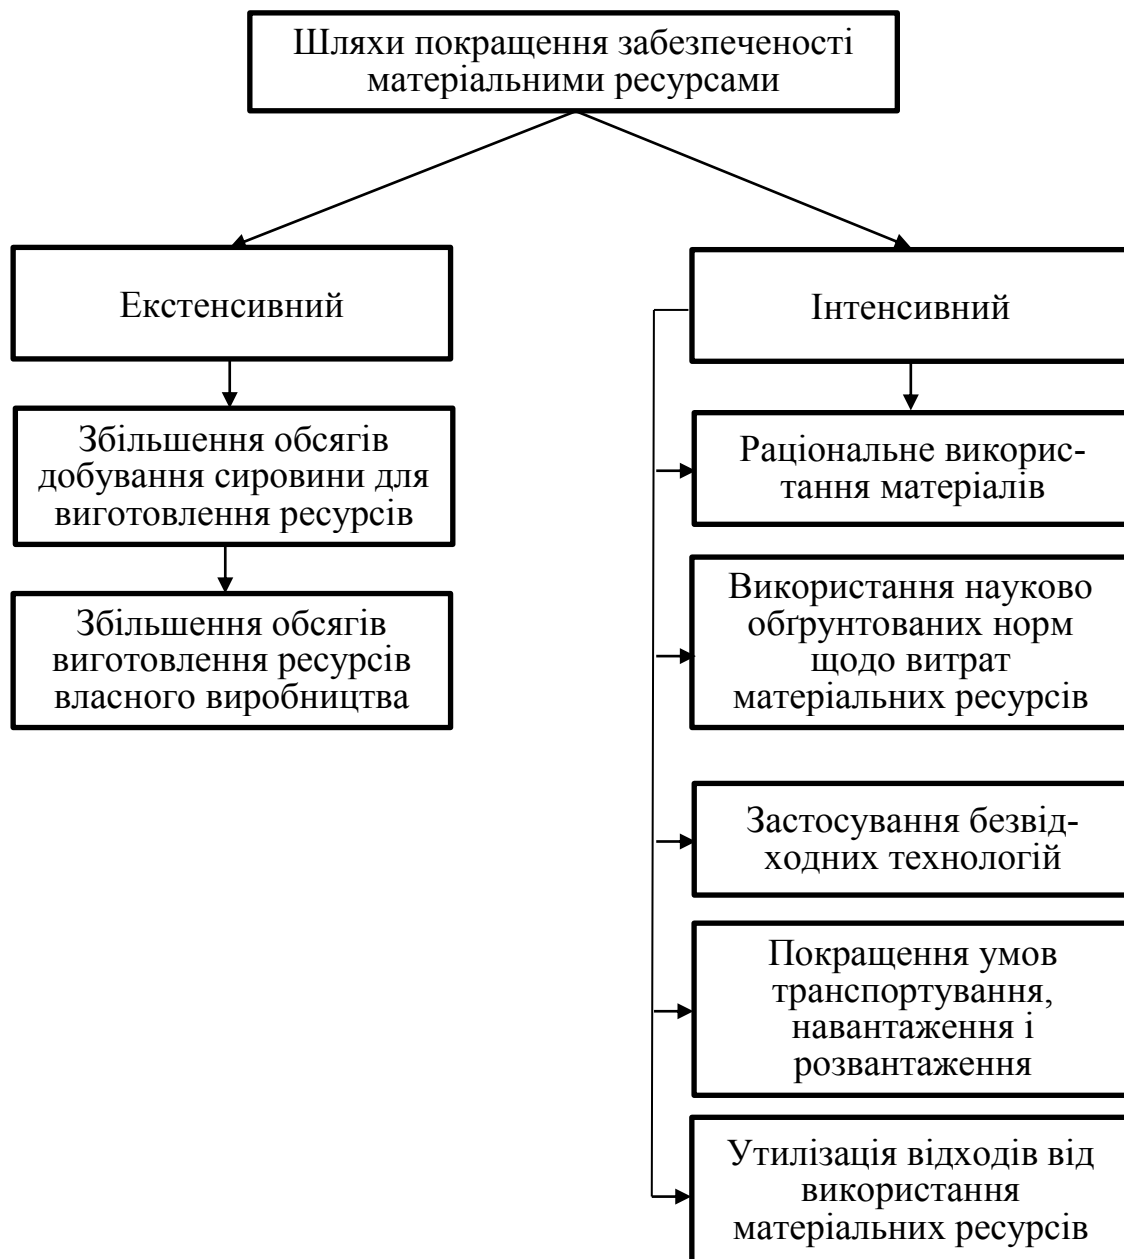 Шляхи покращення забезпеченості
матеріальними ресурсами
Екстенсивний
Збільшення обсягів
добування сировини для
виготовлення ресурсів
Збільшення обсягів
виготовлення ресурсів
власного виробництва
Інтенсивний
Раціональне викорис-
тання матеріалів
Використання науково
обґрунтованих норм
щодо витрат
матеріальних ресурсів
Застосування безвід-
ходних технологій
Покращення умов
транспортування,
навантаження і
розвантаження
Утилізація відходів від
використання
матеріальних ресурсів